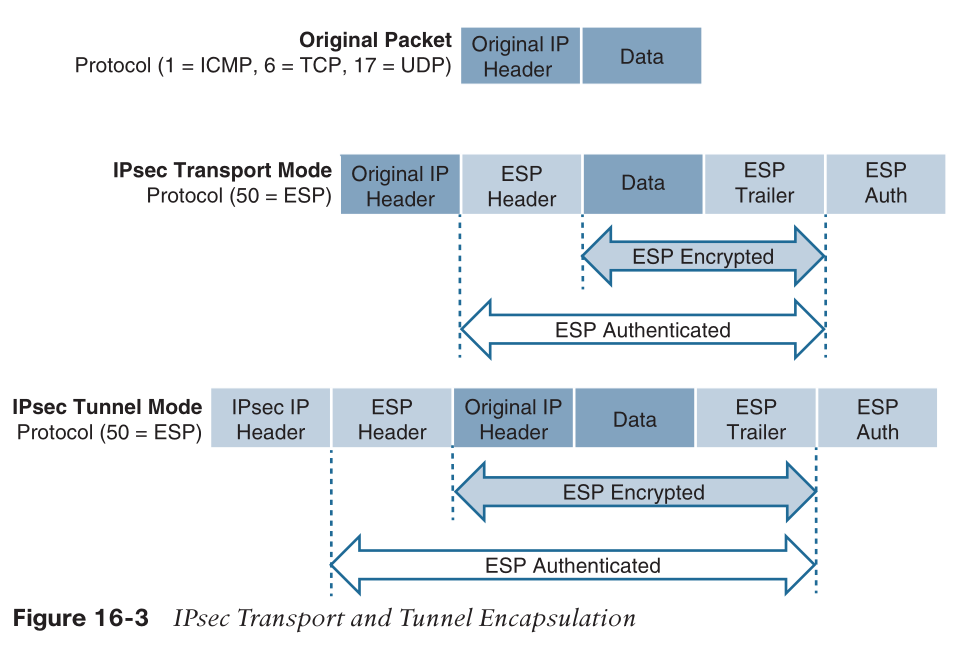 Original Packet
Protocol (1 = ICMP, 6 = TCP, 17 = UDP)
Original IP
Header
Data
IPsec Transport Mode
Protocol (50 = ESP)
Original IP
Header
ESP
Header
Data
ESP
Trailer
ESP
Auth
ESP Encrypted
ESP Authenticated
IPsec Tunnel Mode
Protocol (50 = ESP)
IPsec IP
Header
ESP
Header
Original IP
Header
Data
ESP
Trailer
ESP
Auth
ESP Encrypted
ESP Authenticated
Figure 16-3 IPsec Transport and Tunnel Encapsulation